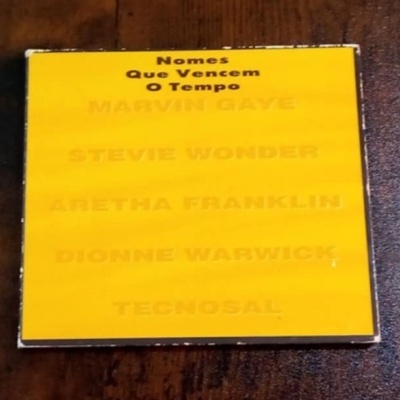 Nomes
Que Vencem
O Tempo
MARVIN GAYE
STEVIE WONDER
ARETHA FRANKLIN
DIONNE WARWICK
TECNOSAL